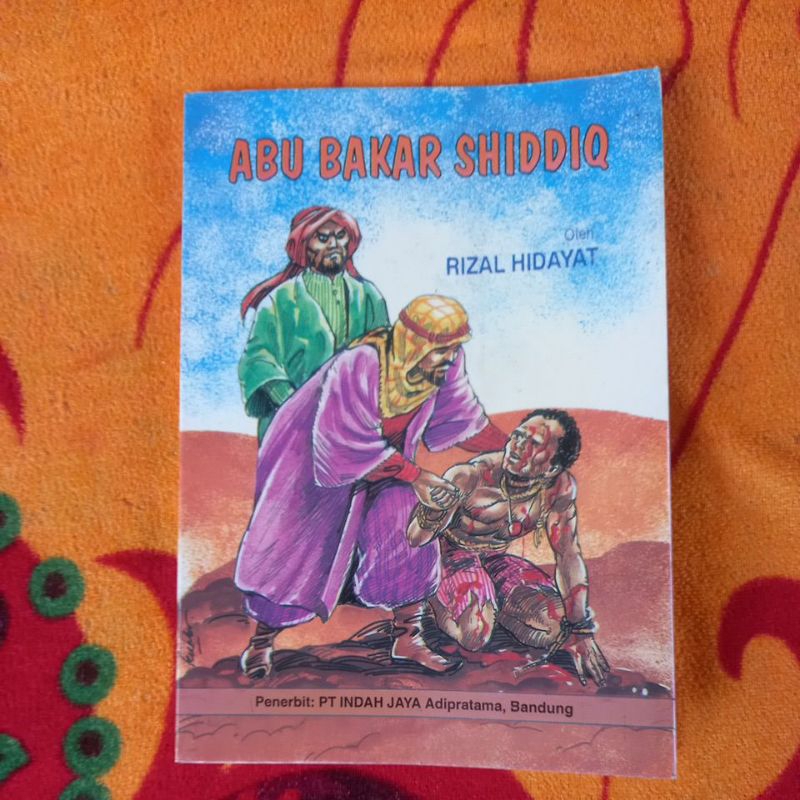 ABU BAKAR SHIDDIQ
Oleh
RIZAL HIDAYAT
Penerbit: PT INDAH JAYA Adipratama, Bandung